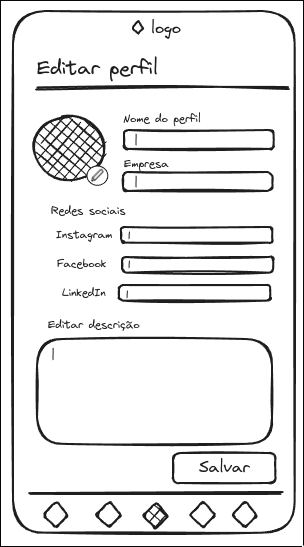 logo
Editar perfil
Nome do perfil
Empresa
Redes sociais
Instagram
Facebook
LinkedIn
Editar descrição
Salvar